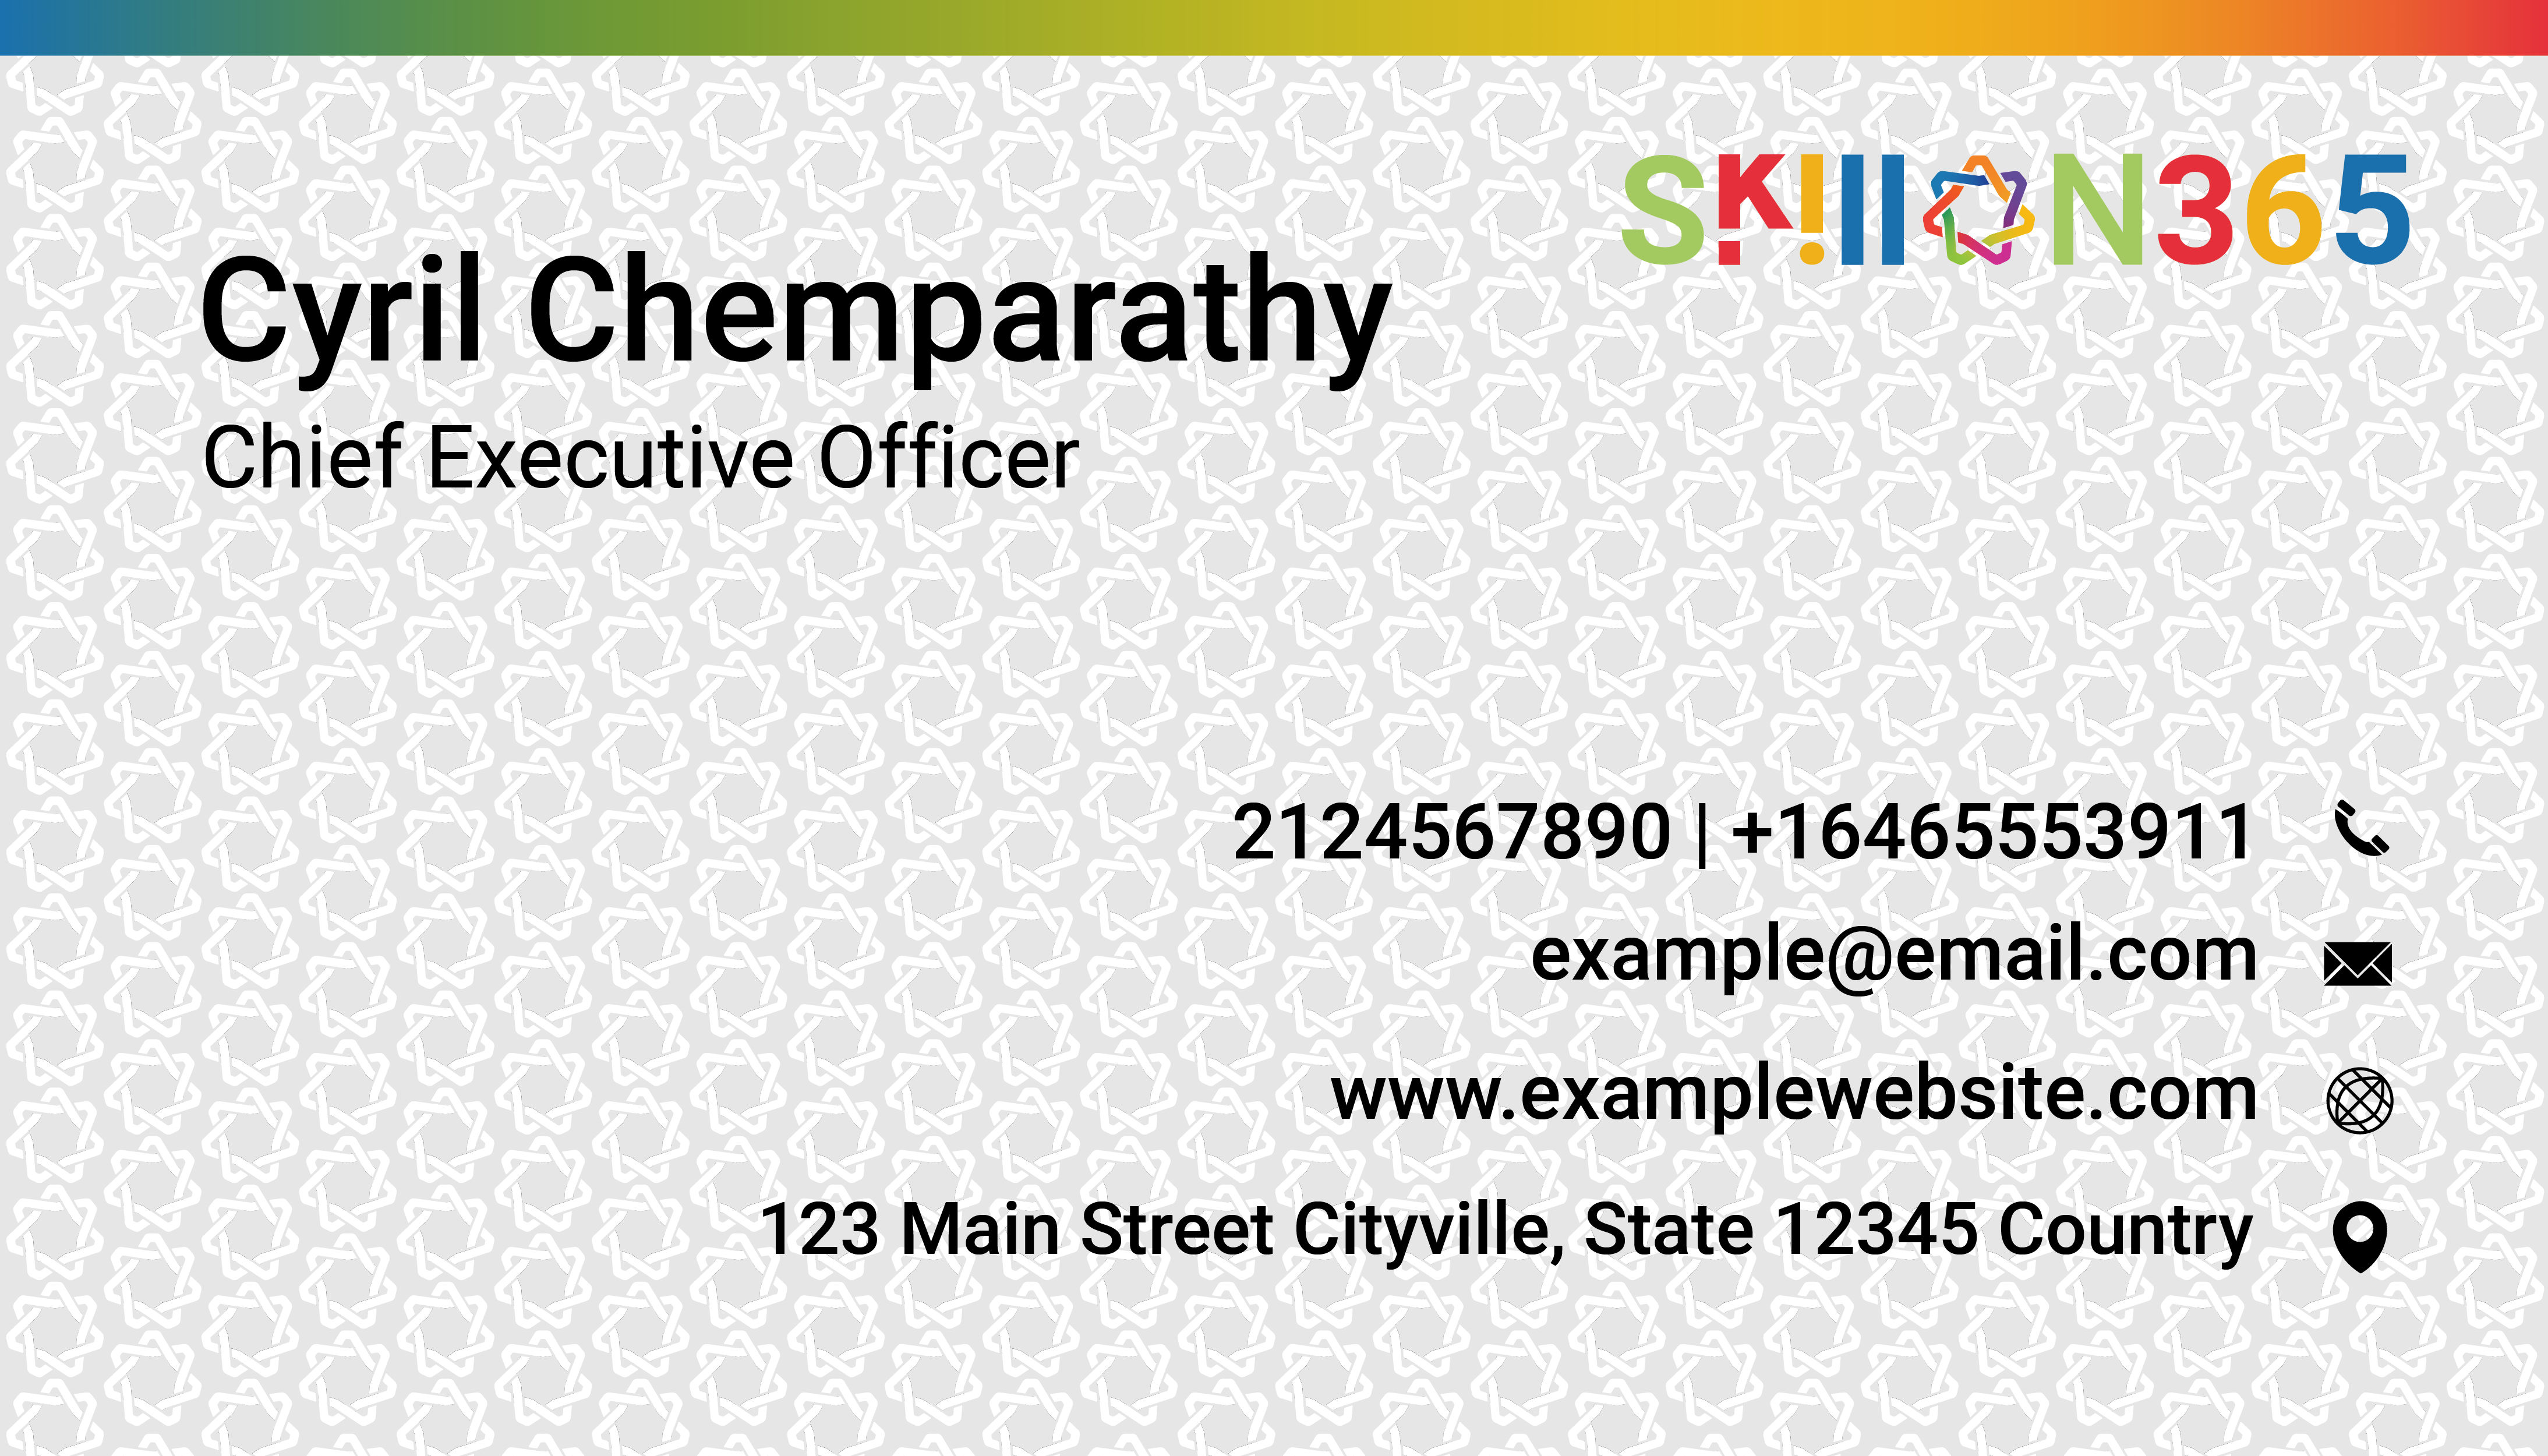 SkillON365
Cyril Chemparathy
Chief Executive Officer
2124567890 | +16465553911
example@email.com
www.examplewebsite.com
123 Main Street Cityville, State 12345 Country